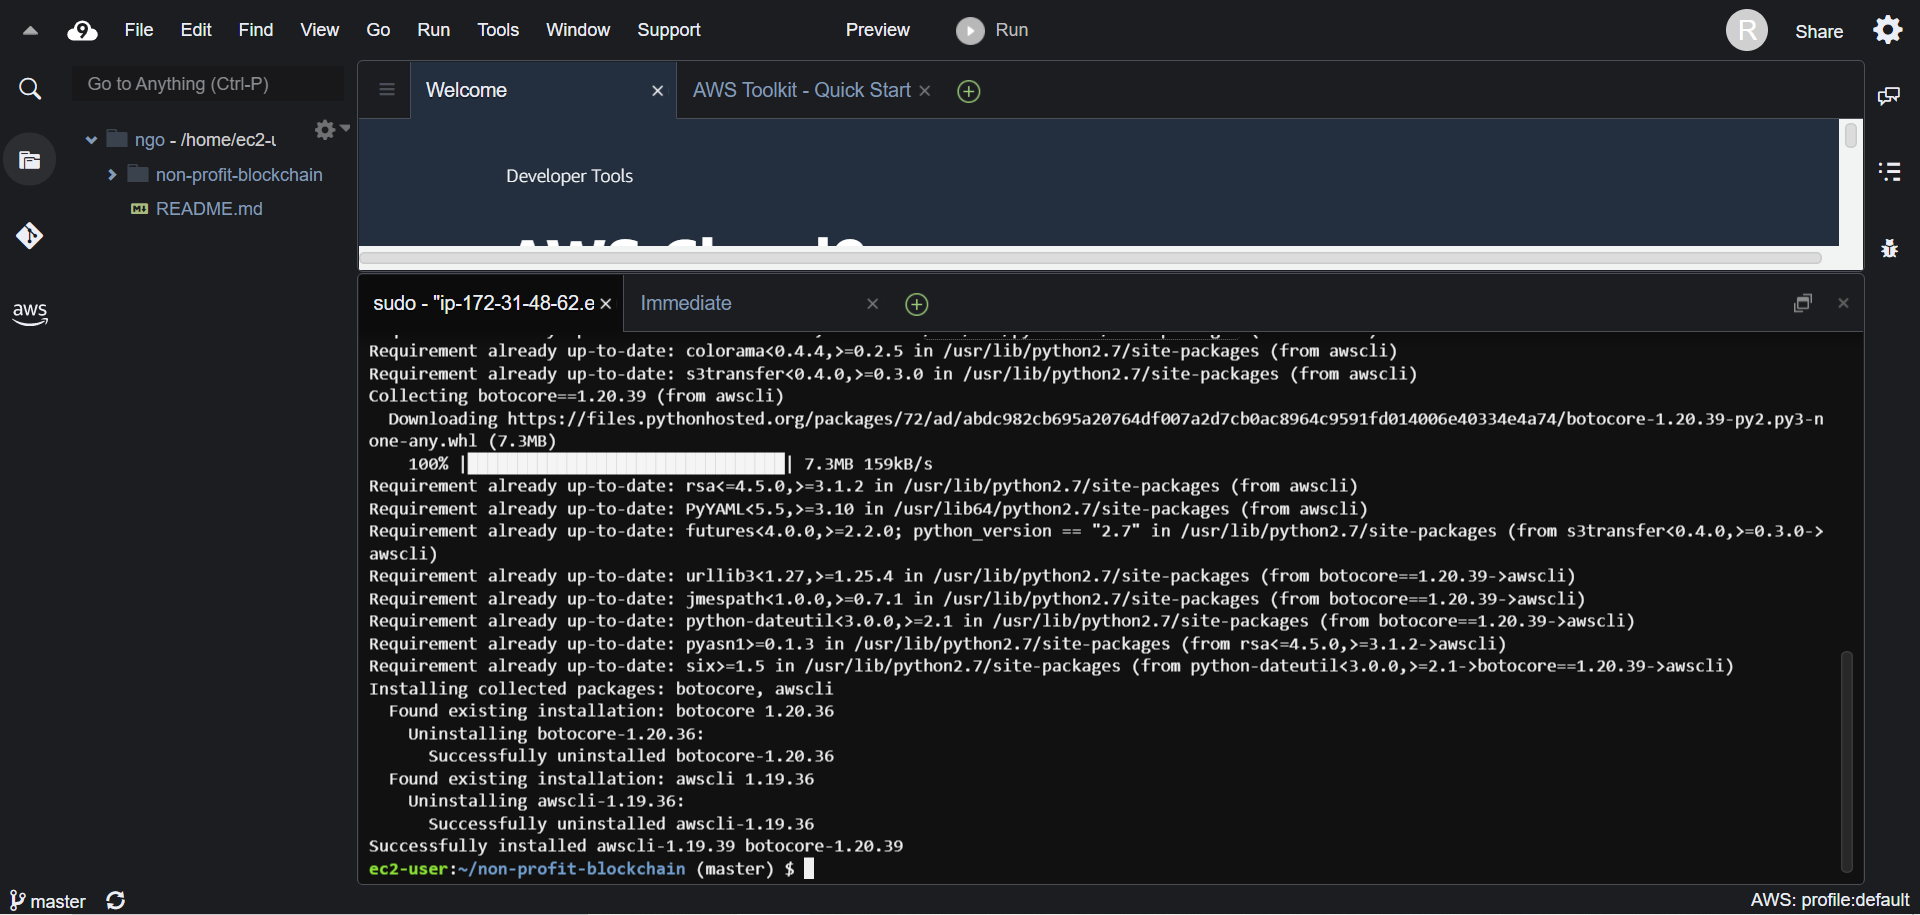 File Edit Find View Go Run Tools Window Support Preview Run R Share
Go to Anything (Ctrl-P)
Welcome
AWS Toolkit - Quick Start
ngo - /home/ec2-u
non-profit-blockchain
README.md
aws
Developer Tools
AWS Cloud9
sudo - "ip-172-31-48-62.e
Immediate
Requirement already up-to-date: colorama<0.4.4,>=0.2.5 in /usr/lib/python2.7/site-packages (from awscli)
Requirement already up-to-date: s3transfer<0.4.0,>=0.3.0 in /usr/lib/python2.7/site-packages (from awscli)
Collecting botocore==1.20.39 (from awscli)
Downloading https://files.pythonhosted.org/packages/72/ad/abdc982cb695a20764df007a2d7cb0ac8964c9591fd014006e40334e4a74/botocore-1.20.39-py2.py3-n
one-any.whl (7.3MB)
100% | | 7.3MB 159kB/s
Requirement already up-to-date: rsa<=4.5.0,>=3.1.2 in /usr/lib/python2.7/site-packages (from awscli)
Requirement already up-to-date: PyYAML<5.5,>=3.10 in /usr/lib64/python2.7/site-packages (from awscli)
Requirement already up-to-date: futures<4.0.0,>=2.2.0; python_version == "2.7" in /usr/lib/python2.7/site-packages (from s3transfer<0.4.0,>=0.3.0->
awscli)
Requirement already up-to-date: urllib3<1.27,>=1.25.4 in /usr/lib/python2.7/site-packages (from botocore==1.20.39->awscli)
Requirement already up-to-date: jmespath<1.0.0,>=0.7.1 in /usr/lib/python2.7/site-packages (from botocore==1.20.39->awscli)
Requirement already up-to-date: python-dateutil<3.0.0,>=2.1 in /usr/lib/python2.7/site-packages (from botocore==1.20.39->awscli)
Requirement already up-to-date: pyasn1>=0.1.3 in /usr/lib/python2.7/site-packages (from rsa<=4.5.0,>=3.1.2->awscli)
Requirement already up-to-date: six>=1.5 in /usr/lib/python2.7/site-packages (from python-dateutil<3.0.0,>=2.1->botocore==1.20.39->awscli)
Installing collected packages: botocore, awscli
Found existing installation: botocore 1.20.36
Uninstalling botocore-1.20.36:
Successfully uninstalled botocore-1.20.36
Found existing installation: awscli 1.19.36
Uninstalling awscli-1.19.36:
Successfully uninstalled awscli-1.19.36
Successfully installed awscli-1.19.39 botocore-1.20.39
ec2-user:~/non-profit-blockchain (master) $
master
AWS: profile:default